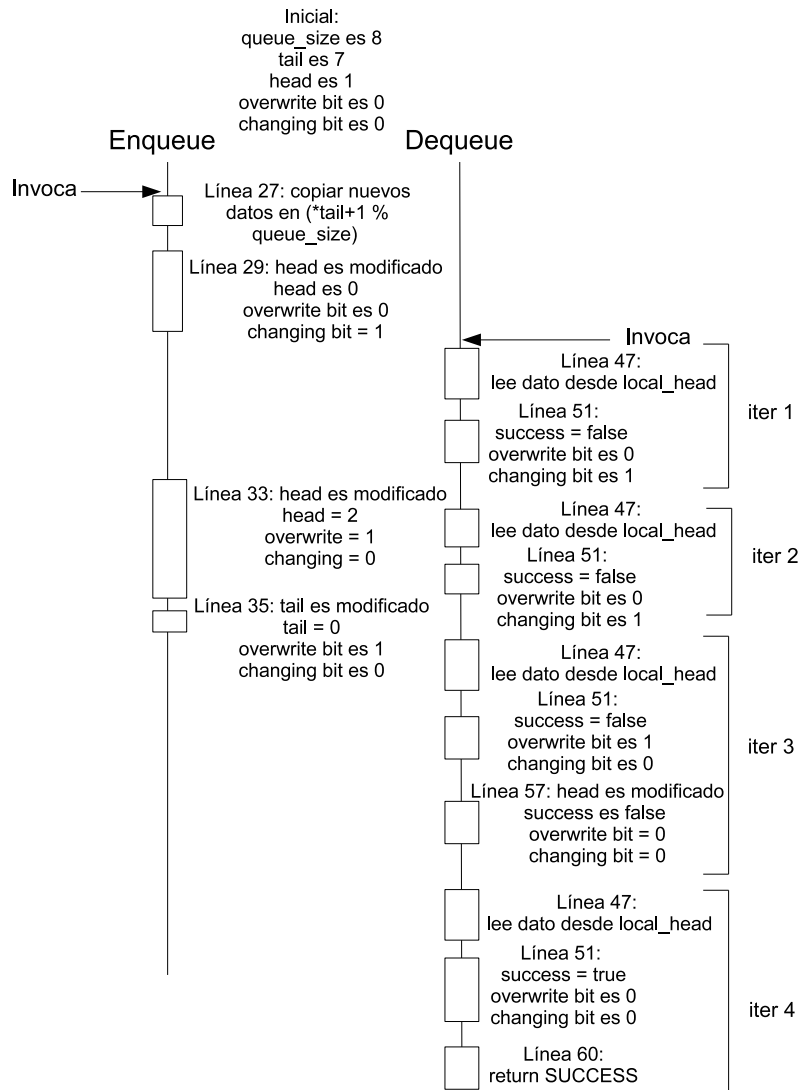 Inicial:
queue_size es 8
tail es 7
head es 1
overwrite bit es 0
changing bit es 0
Enqueue
Dequeue
Invoca
Línea 27: copiar nuevos
datos en (*tail+1 %
queue_size)
Línea 29: head es modificado
head es 0
overwrite bit es 0
changing bit = 1
Invoca
Línea 47:
lee dato desde local_head
Línea 51:
success = false
overwrite bit es 0
changing bit es 1
iter 1
Línea 33: head es modificado
head = 2
overwrite = 1
changing = 0
Línea 47:
lee dato desde local_head
Línea 51:
success = false
overwrite bit es 0
changing bit es 1
iter 2
Línea 35: tail es modificado
tail = 0
overwrite bit es 1
changing bit es 0
Línea 47:
lee dato desde local_head
Línea 51:
success = false
overwrite bit es 1
changing bit es 0
Línea 57: head es modificado
success es false
overwrite bit = 0
changing bit = 0
iter 3
Línea 47:
lee dato desde local_head
Línea 51:
success = true
overwrite bit es 0
changing bit es 0
Línea 60:
return SUCCESS
iter 4